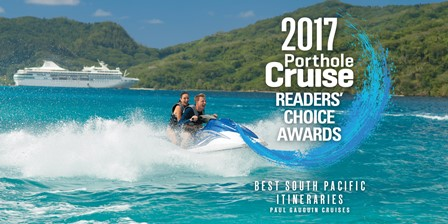 2017
Porthole
Cruise
READERS'
CHOICE
AWARDS
BEST SOUTH PACIFIC
ITINERARIES
PAUL GAUGUIN CRUISES